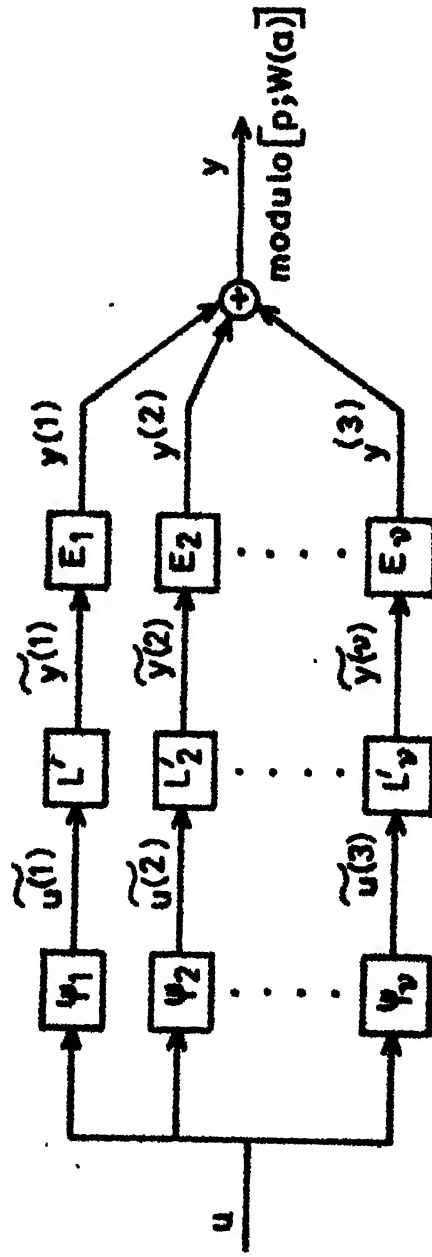 u
ψ1 ũ(1) L' ỹ(1) E1 y(1)
ψ2 ũ(2) L'2 ỹ(2) E2 y(2)
ψν ũ(3) L'ν ỹ(ν) Eν y(3)
+
y
modulo [p;W(a)]